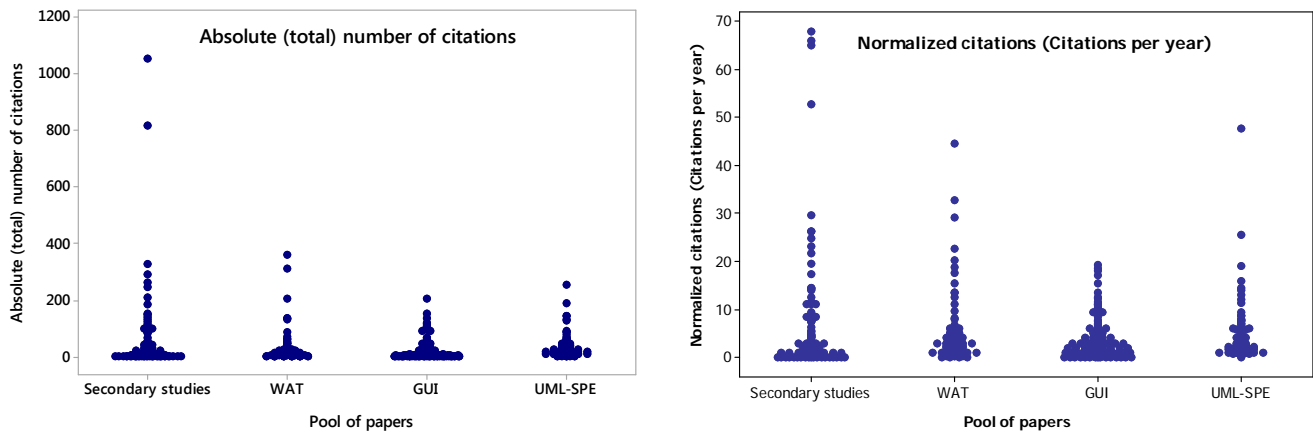 Absolute (total) number of citations
Absolute (total) number of citations
1200
1000
800
600
400
200
0
Secondary studies WAT GUI UML-SPE
Pool of papers
Normalized citations (Citations per year)
Normalized citations (Citations per year)
70
60
50
40
30
20
10
0
Secondary studies WAT GUI UML-SPE
Pool of papers